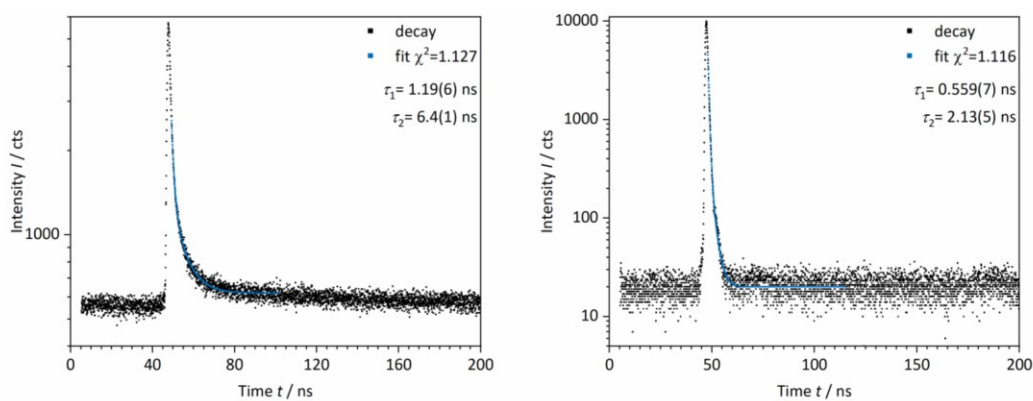 decay
fit χ²=1.127
τ₁= 1.19(6) ns
τ₂= 6.4(1) ns
Intensity I / cts
1000
0 40 80 120 160 200
Time t / ns
10000
decay
fit χ²=1.116
τ₁= 0.559(7) ns
τ₂= 2.13(5) ns
1000
Intensity I / cts
100
10
0 50 100 150 200
Time t / ns